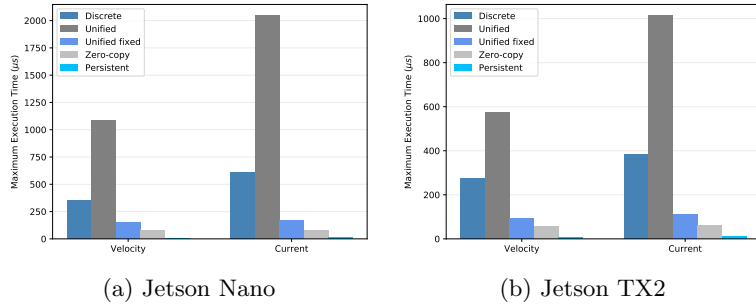 2000
1750
1500
1250
1000
750
500
250
0
Maximum Execution Time (μs)
Discrete
Unified
Unified fixed
Zero-copy
Persistent
Velocity
Current
(a) Jetson Nano
1000
800
600
400
200
0
Maximum Execution Time (μs)
Discrete
Unified
Unified fixed
Zero-copy
Persistent
Velocity
Current
(b) Jetson TX2